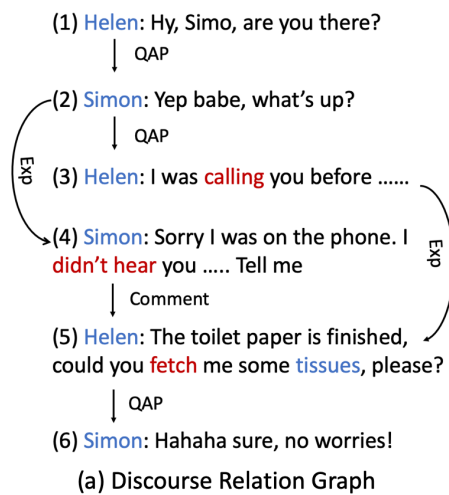 (1) Helen: Hy, Simo, are you there?
QAP
(2) Simon: Yep babe, what's up?
QAP
Exp
(3) Helen: I was calling you before ......
(4) Simon: Sorry I was on the phone. I
didn't hear you ..... Tell me
Exp
Comment
(5) Helen: The toilet paper is finished,
could you fetch me some tissues, please?
QAP
(6) Simon: Hahaha sure, no worries!
(a) Discourse Relation Graph